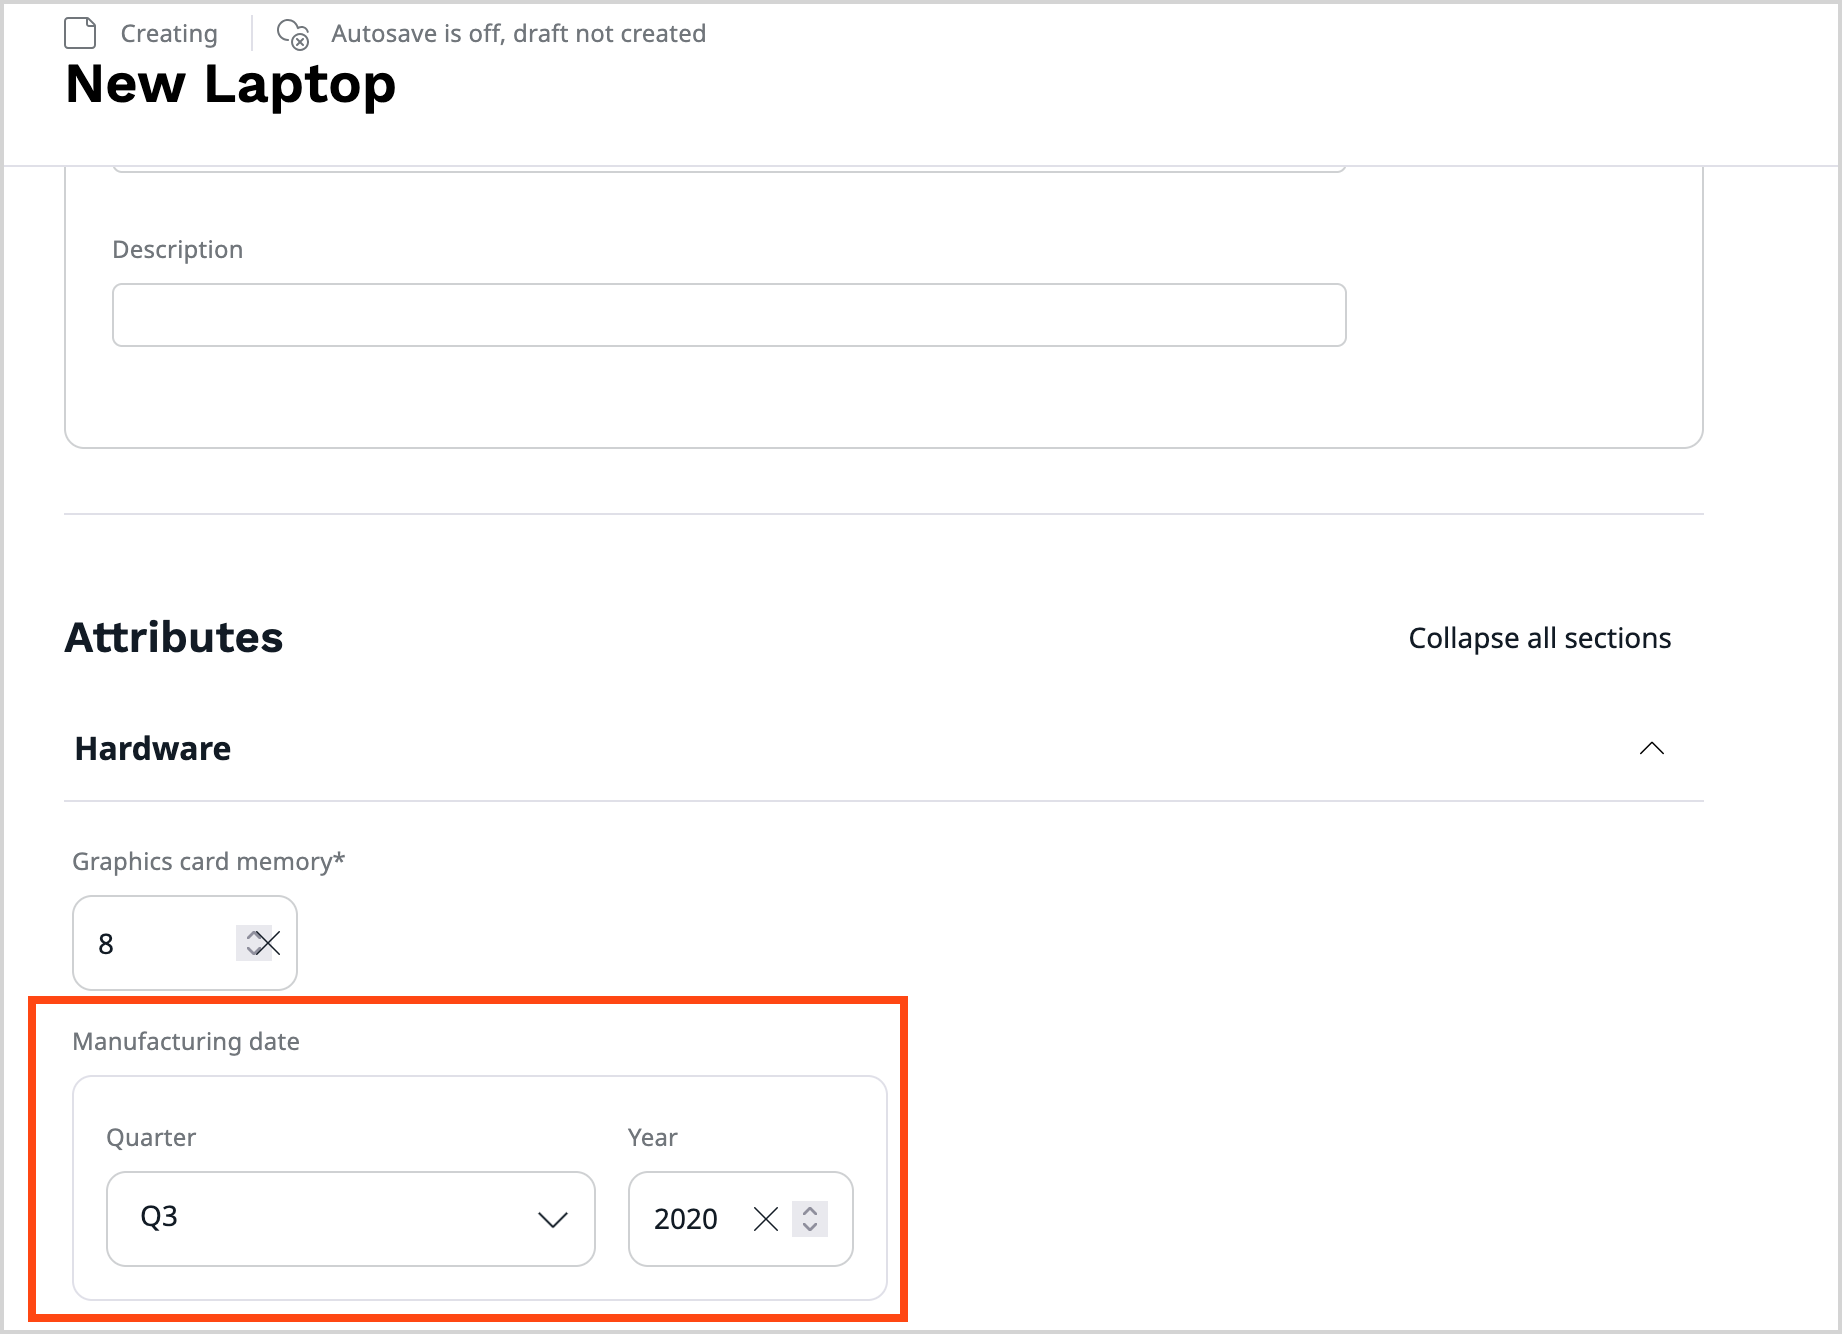 Creating
Autosave is off, draft not created
New Laptop
Description
Attributes
Collapse all sections
Hardware
Graphics card memory*
8
Manufacturing date
Quarter
Year
Q3
2020